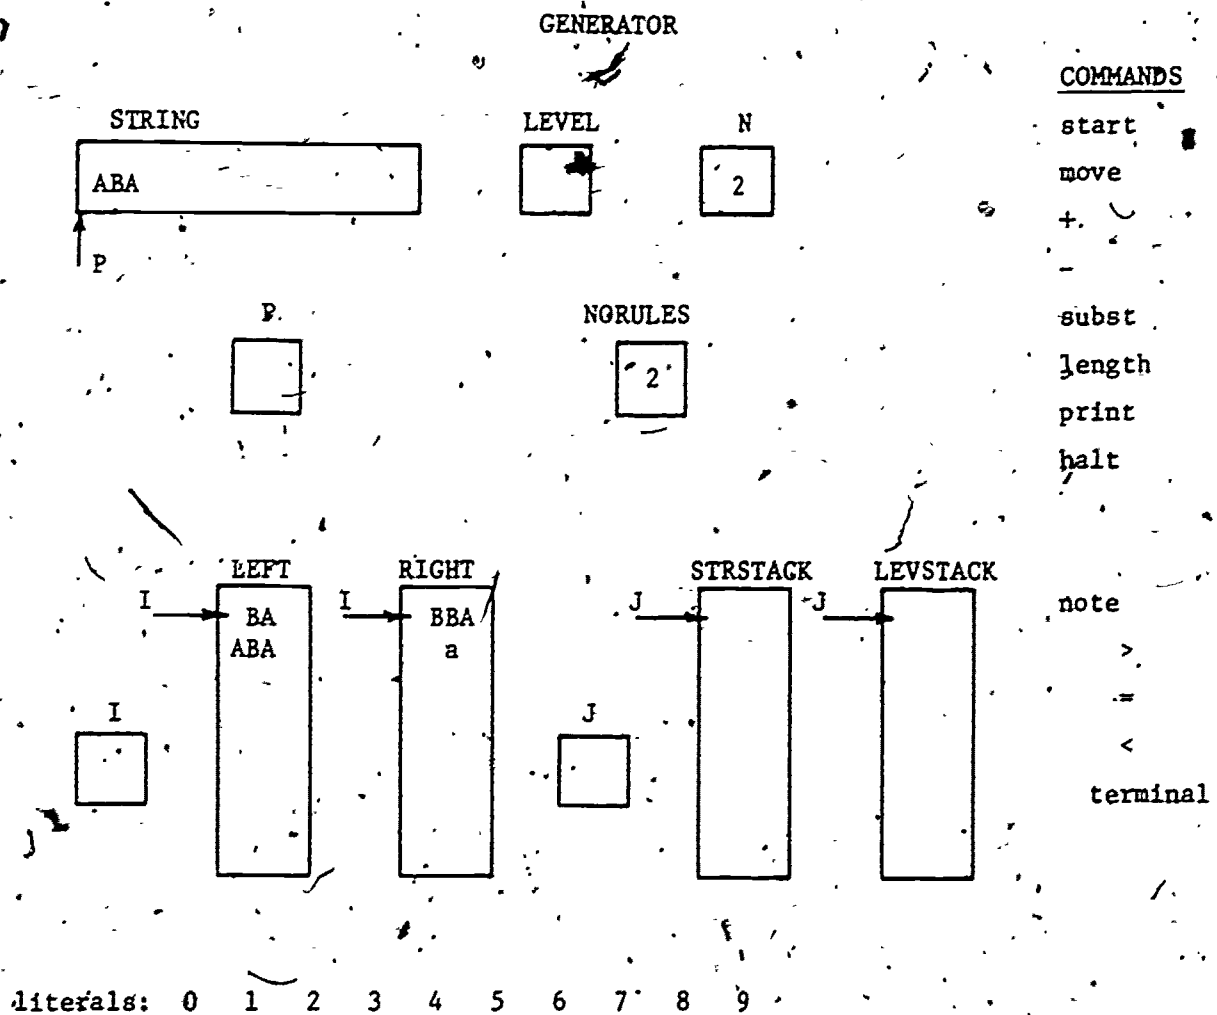 GENERATOR
COMMANDS
STRING LEVEL N
start
move
ABA 2
+
P
-
P NORULES
subst
length
2
print
halt
LEFT RIGHT STRSTACK LEVSTACK
I I J J
note
BA BBA
ABA a
>
=
I J
<
terminal
literals: 0 1 2 3 4 5 6 7 8 9